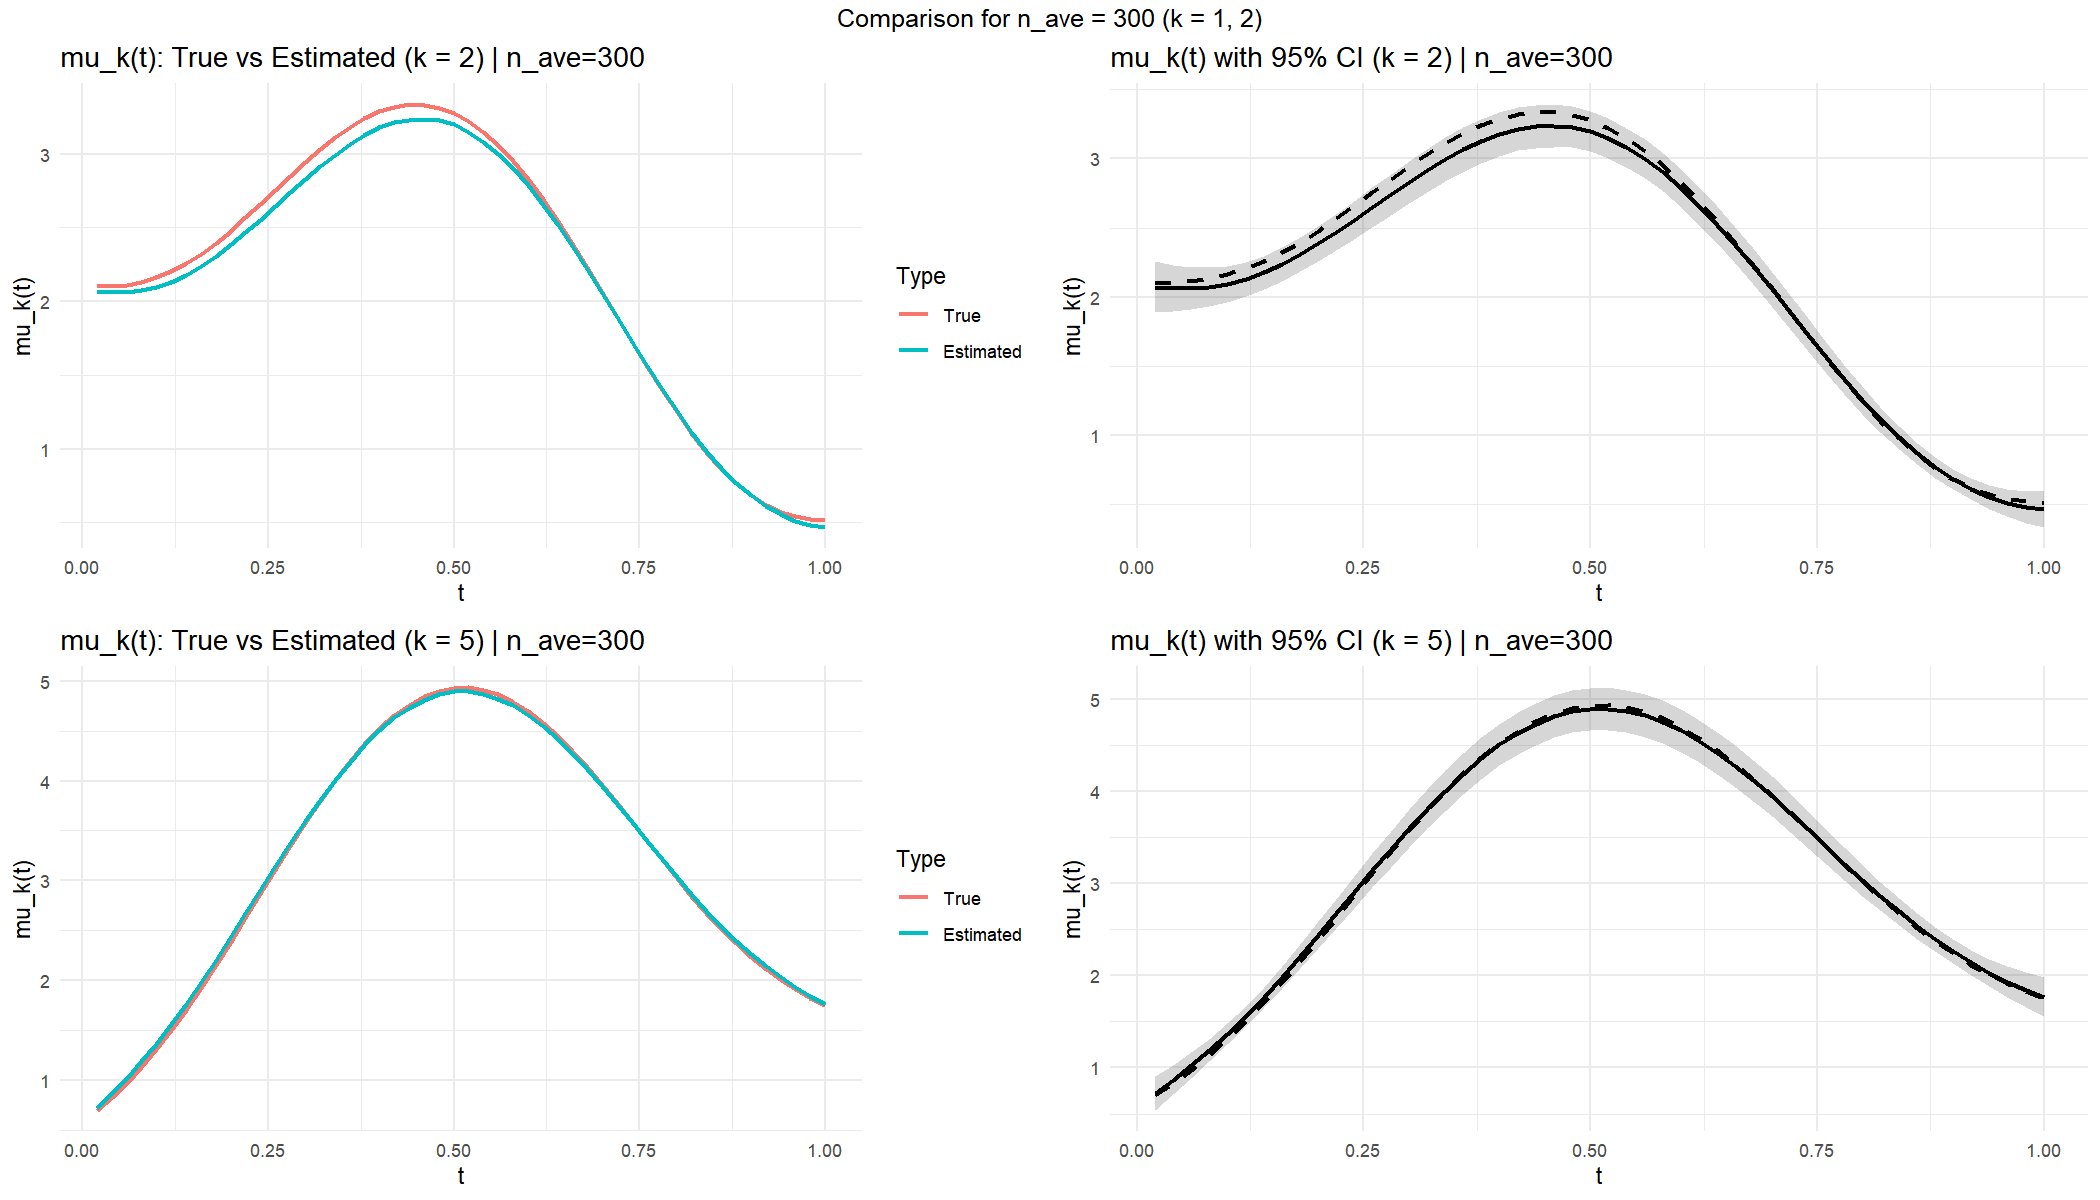 Comparison for n_ave = 300 (k = 1, 2)
mu_k(t): True vs Estimated (k = 2) | n_ave=300
mu_k(t)
3
2
1
0.00 0.25 0.50 0.75 1.00
t
Type
True
Estimated
mu_k(t) with 95% CI (k = 2) | n_ave=300
mu_k(t)
3
2
1
0.00 0.25 0.50 0.75 1.00
t
mu_k(t): True vs Estimated (k = 5) | n_ave=300
mu_k(t)
5
4
3
2
1
0.00 0.25 0.50 0.75 1.00
t
Type
True
Estimated
mu_k(t) with 95% CI (k = 5) | n_ave=300
mu_k(t)
5
4
3
2
1
0.00 0.25 0.50 0.75 1.00
t